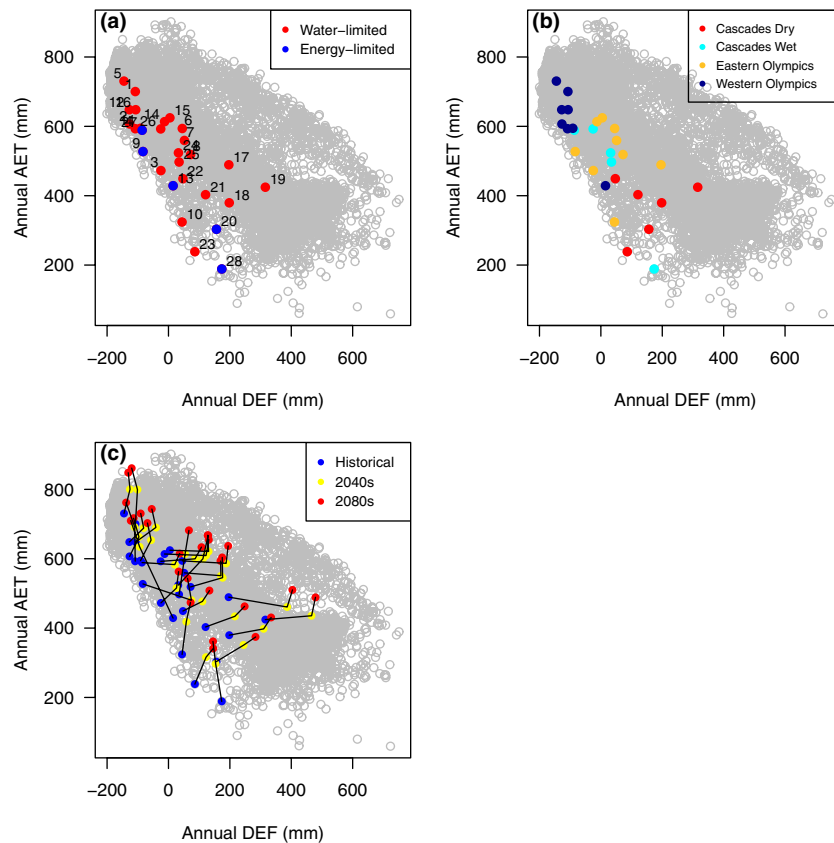 (a)
Water−limited
Energy−limited
800
600
400
200
Annual AET (mm)
5
1
12
16
14
15
26
6
7
9
24
8
3
25
17
22
13
21
18
19
10
20
23
28
−200
0
200
400
600
Annual DEF (mm)
(b)
Cascades Dry
Cascades Wet
Eastern Olympics
Western Olympics
800
600
400
200
Annual AET (mm)
−200
0
200
400
600
Annual DEF (mm)
(c)
Historical
2040s
2080s
800
600
400
200
Annual AET (mm)
−200
0
200
400
600
Annual DEF (mm)